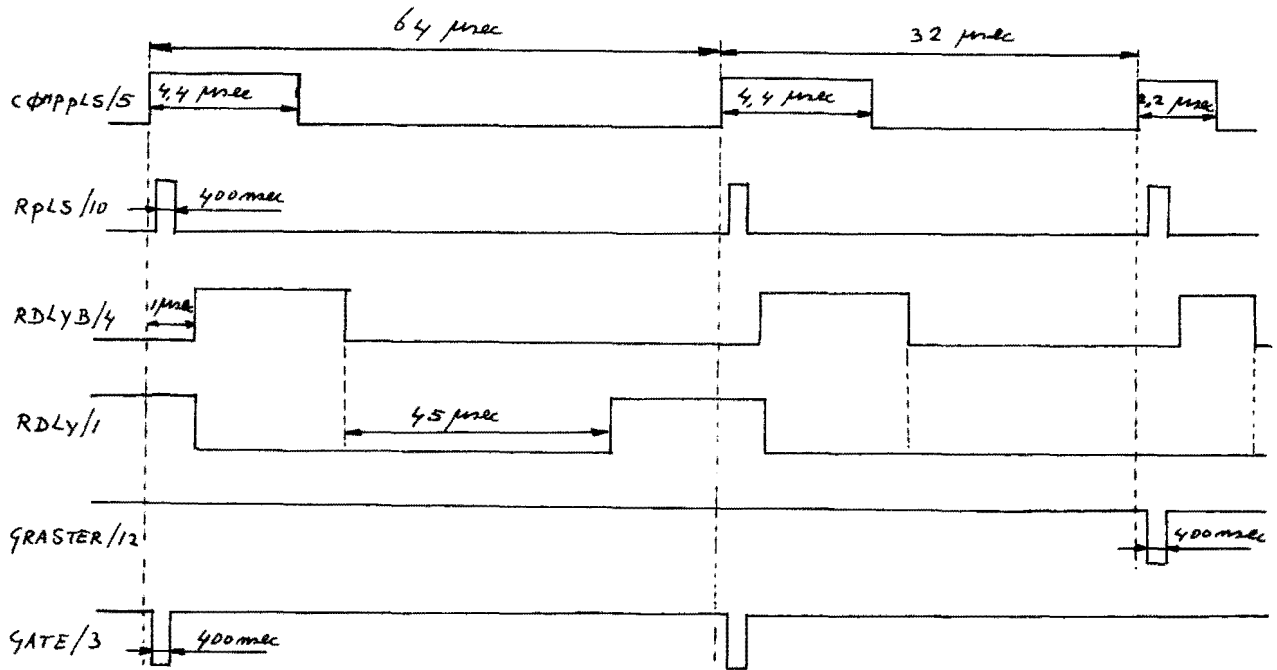 64 µsec
32 µsec
CØMPPLS/5
4,4 µsec
4,4 µsec
2,2 µsec
RPLS/10
400 nsec
RDLYB/4
1 µsec
RDLY/1
45 µsec
GRASTER/12
400 nsec
GATE/3
400 nsec